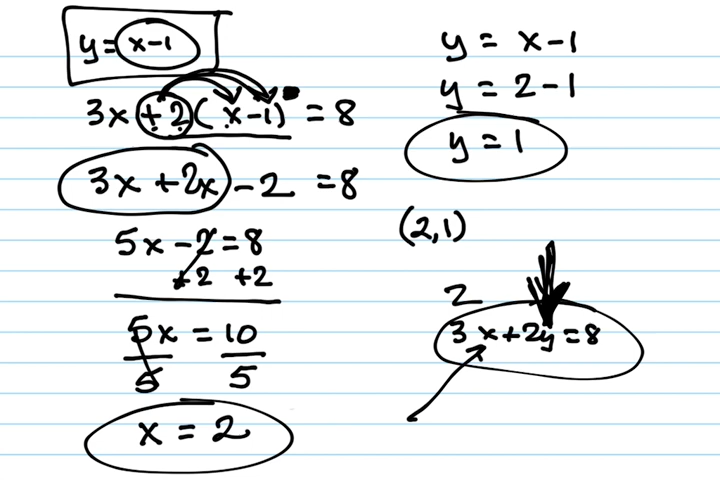 y = x-1
3x +2(x-1) = 8
3x +2x -2 = 8
5x -2 = 8
+2 +2
5x = 10
5 5
x = 2
y = x-1
y = 2-1
y = 1
(2,1)
2
3x+2y=8